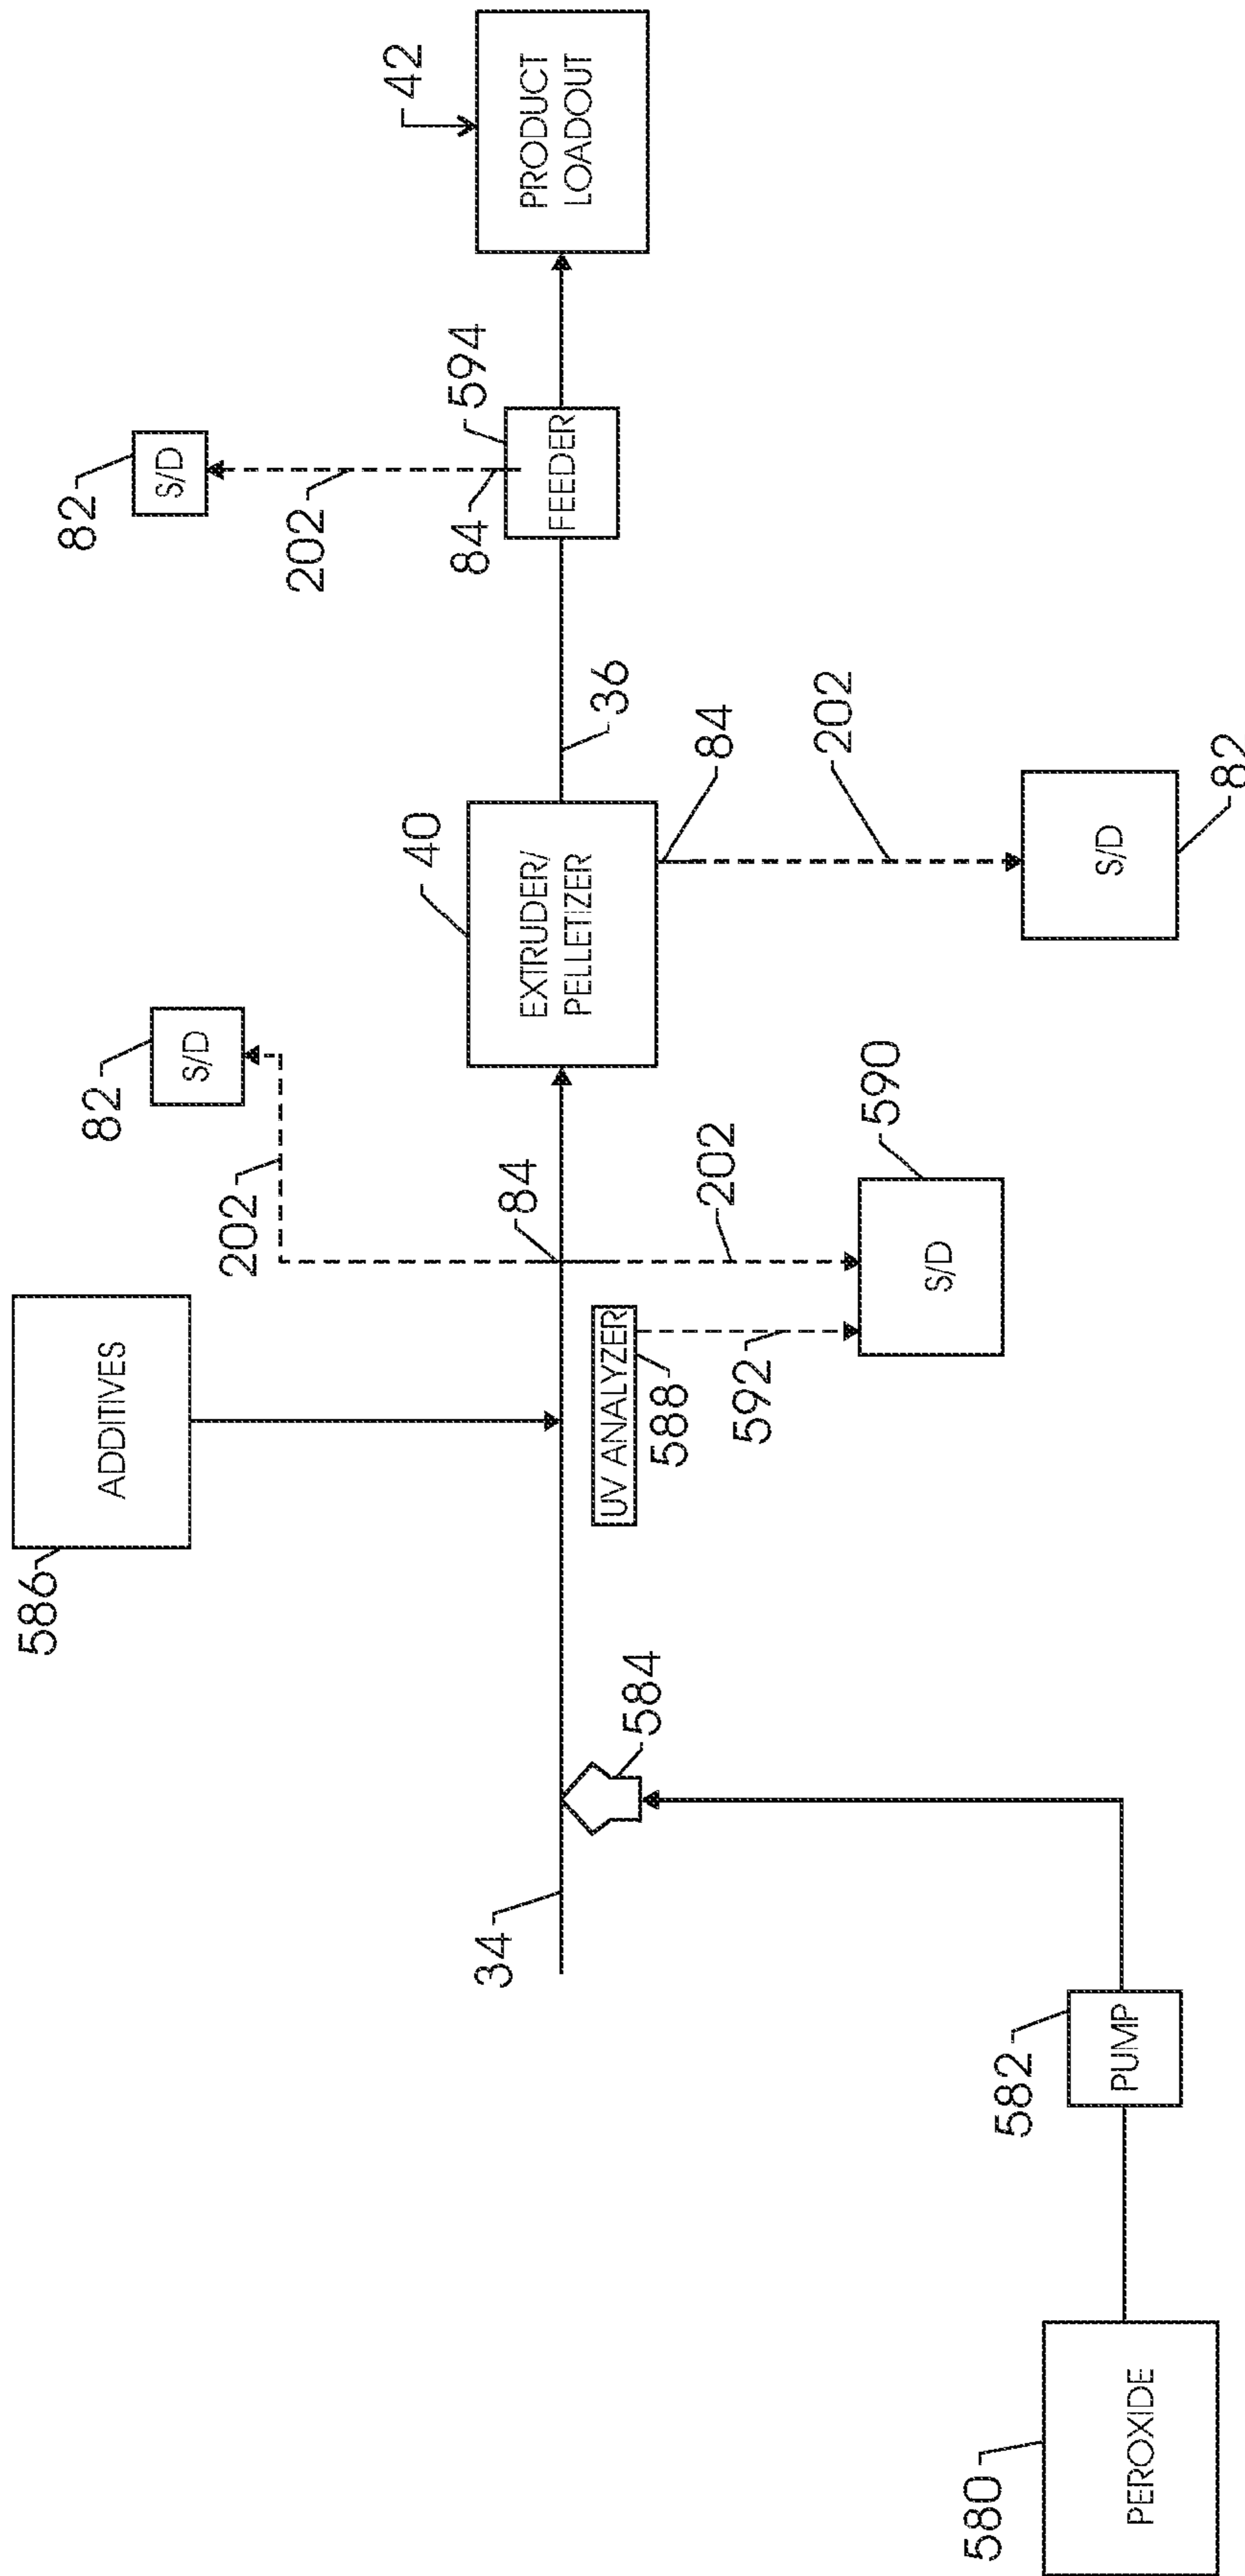 586
ADDITIVES
82
S/D
202
82
S/D
202
42
594
84
40
34
84
PRODUCT
LOADOUT
EXTRUDER/
PELLETIZER
FEEDER
36
UV ANALYZER
584
588
202
84
592
202
590
S/D
582
S/D
82
580
PUMP
PEROXIDE